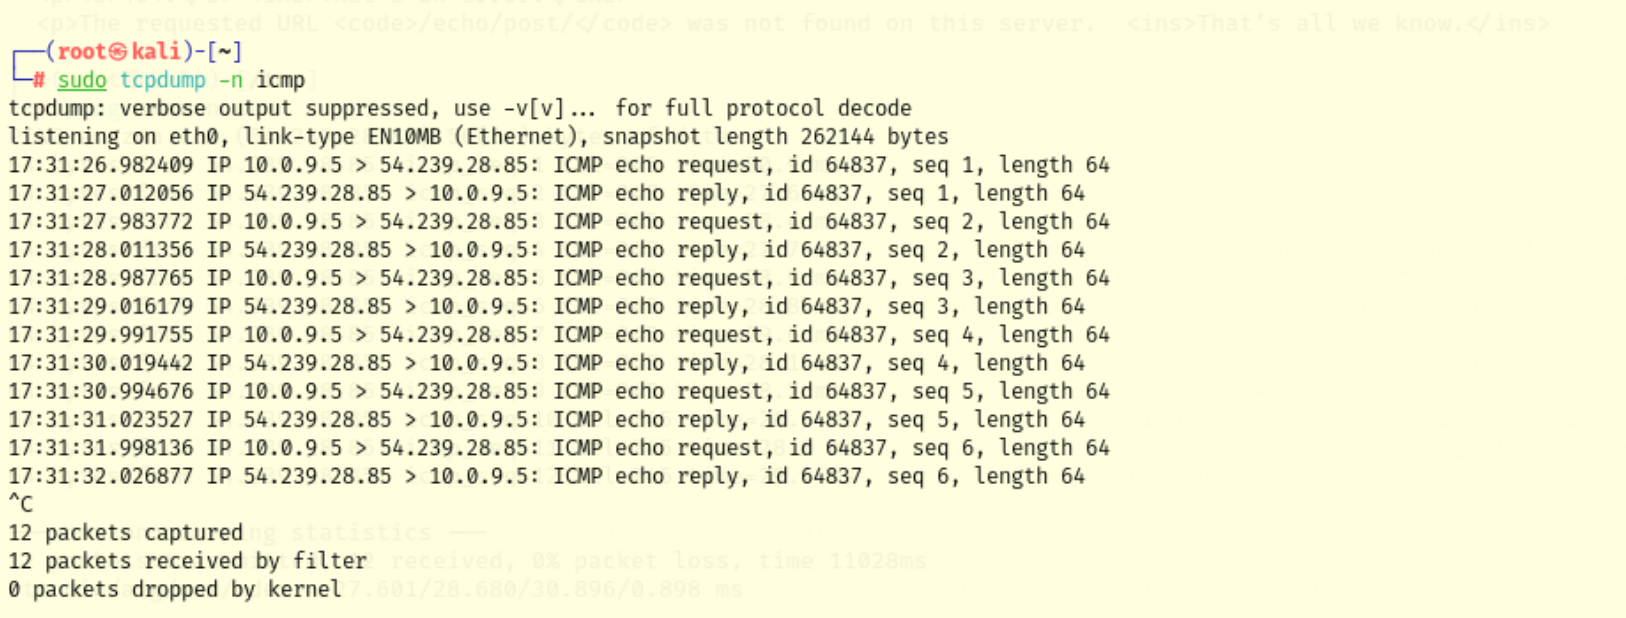 <p>The requested URL <code>/echo/post/</code> was not found on this server.  <ins>That's all we know.</ins>
┌──(root㉿kali)-[~]
└─# sudo tcpdump -n icmp
tcpdump: verbose output suppressed, use -v[v]... for full protocol decode
listening on eth0, link-type EN10MB (Ethernet), snapshot length 262144 bytes
17:31:26.982409 IP 10.0.9.5 > 54.239.28.85: ICMP echo request, id 64837, seq 1, length 64
17:31:27.012056 IP 54.239.28.85 > 10.0.9.5: ICMP echo reply, id 64837, seq 1, length 64
17:31:27.983772 IP 10.0.9.5 > 54.239.28.85: ICMP echo request, id 64837, seq 2, length 64
17:31:28.011356 IP 54.239.28.85 > 10.0.9.5: ICMP echo reply, id 64837, seq 2, length 64
17:31:28.987765 IP 10.0.9.5 > 54.239.28.85: ICMP echo request, id 64837, seq 3, length 64
17:31:29.016179 IP 54.239.28.85 > 10.0.9.5: ICMP echo reply, id 64837, seq 3, length 64
17:31:29.991755 IP 10.0.9.5 > 54.239.28.85: ICMP echo request, id 64837, seq 4, length 64
17:31:30.019442 IP 54.239.28.85 > 10.0.9.5: ICMP echo reply, id 64837, seq 4, length 64
17:31:30.994676 IP 10.0.9.5 > 54.239.28.85: ICMP echo request, id 64837, seq 5, length 64
17:31:31.023527 IP 54.239.28.85 > 10.0.9.5: ICMP echo reply, id 64837, seq 5, length 64
17:31:31.998136 IP 10.0.9.5 > 54.239.28.85: ICMP echo request, id 64837, seq 6, length 64
17:31:32.026877 IP 54.239.28.85 > 10.0.9.5: ICMP echo reply, id 64837, seq 6, length 64
^C
12 packets captured
statistics ---
12 packets received by filter
received, 0% packet loss, time 11028ms
0 packets dropped by kernel
27.601/28.680/30.896/0.898 ms